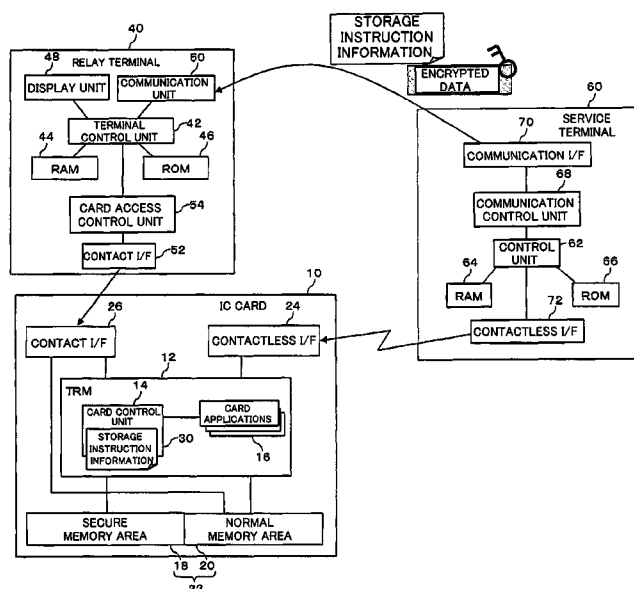 STORAGE
INSTRUCTION
INFORMATION
ENCRYPTED
DATA
40
RELAY TERMINAL
48
50
DISPLAY UNIT
COMMUNICATION
UNIT
42
TERMINAL
CONTROL UNIT
44
46
RAM
ROM
54
CARD ACCESS
CONTROL UNIT
52
CONTACT I/F
60
SERVICE
TERMINAL
70
COMMUNICATION I/F
68
COMMUNICATION
CONTROL UNIT
62
CONTROL
UNIT
64
66
RAM
ROM
72
CONTACTLESS I/F
10
IC CARD
26
24
CONTACT I/F
CONTACTLESS I/F
12
TRM
14
CARD CONTROL
UNIT
30
STORAGE
INSTRUCTION
INFORMATION
CARD
APPLICATIONS
16
SECURE
MEMORY AREA
NORMAL
MEMORY AREA
18
20